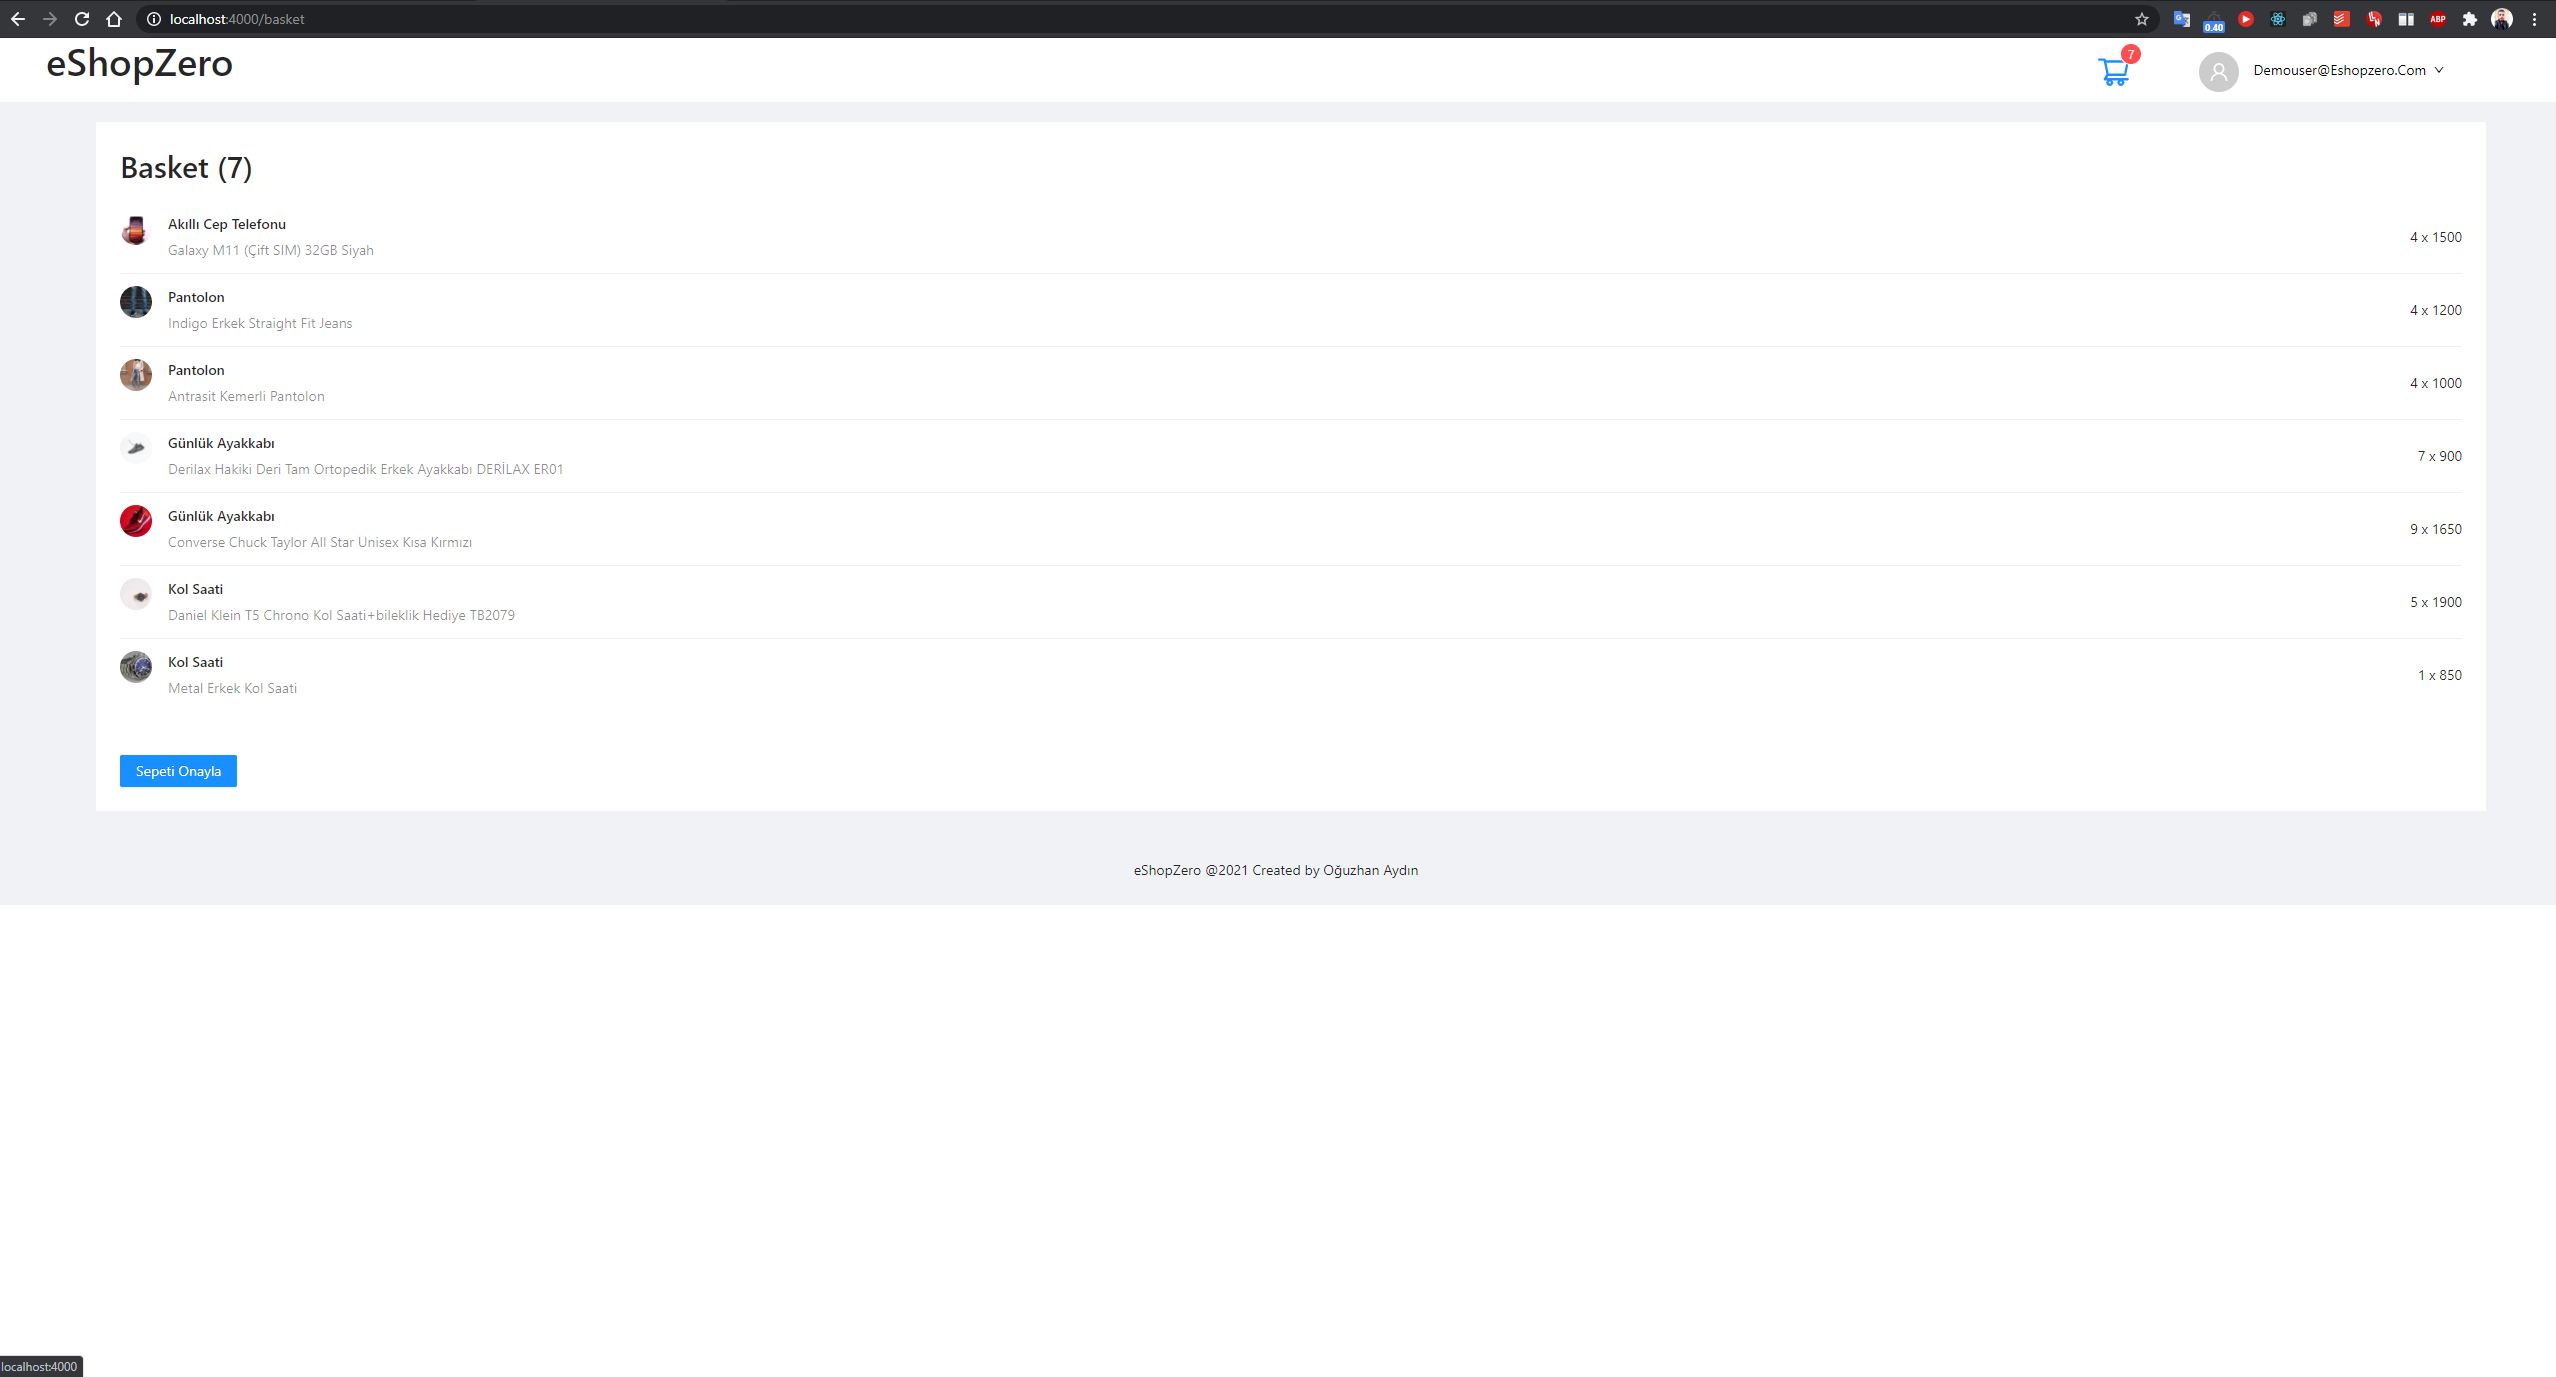 localhost:4000/basket
0.40
ABP
eShopZero
7
Demouser@Eshopzero.Com
Basket (7)
Akıllı Cep Telefonu
Galaxy M11 (Çift SIM) 32GB Siyah
4 x 1500
Pantolon
Indigo Erkek Straight Fit Jeans
4 x 1200
Pantolon
Antrasit Kemerli Pantolon
4 x 1000
Günlük Ayakkabı
Derilax Hakiki Deri Tam Ortopedik Erkek Ayakkabı DERİLAX ER01
7 x 900
Günlük Ayakkabı
Converse Chuck Taylor All Star Unisex Kısa Kırmızı
9 x 1650
Kol Saati
Daniel Klein T5 Chrono Kol Saati+bileklik Hediye TB2079
5 x 1900
Kol Saati
Metal Erkek Kol Saati
1 x 850
Sepeti Onayla
eShopZero @2021 Created by Oğuzhan Aydın
localhost:4000